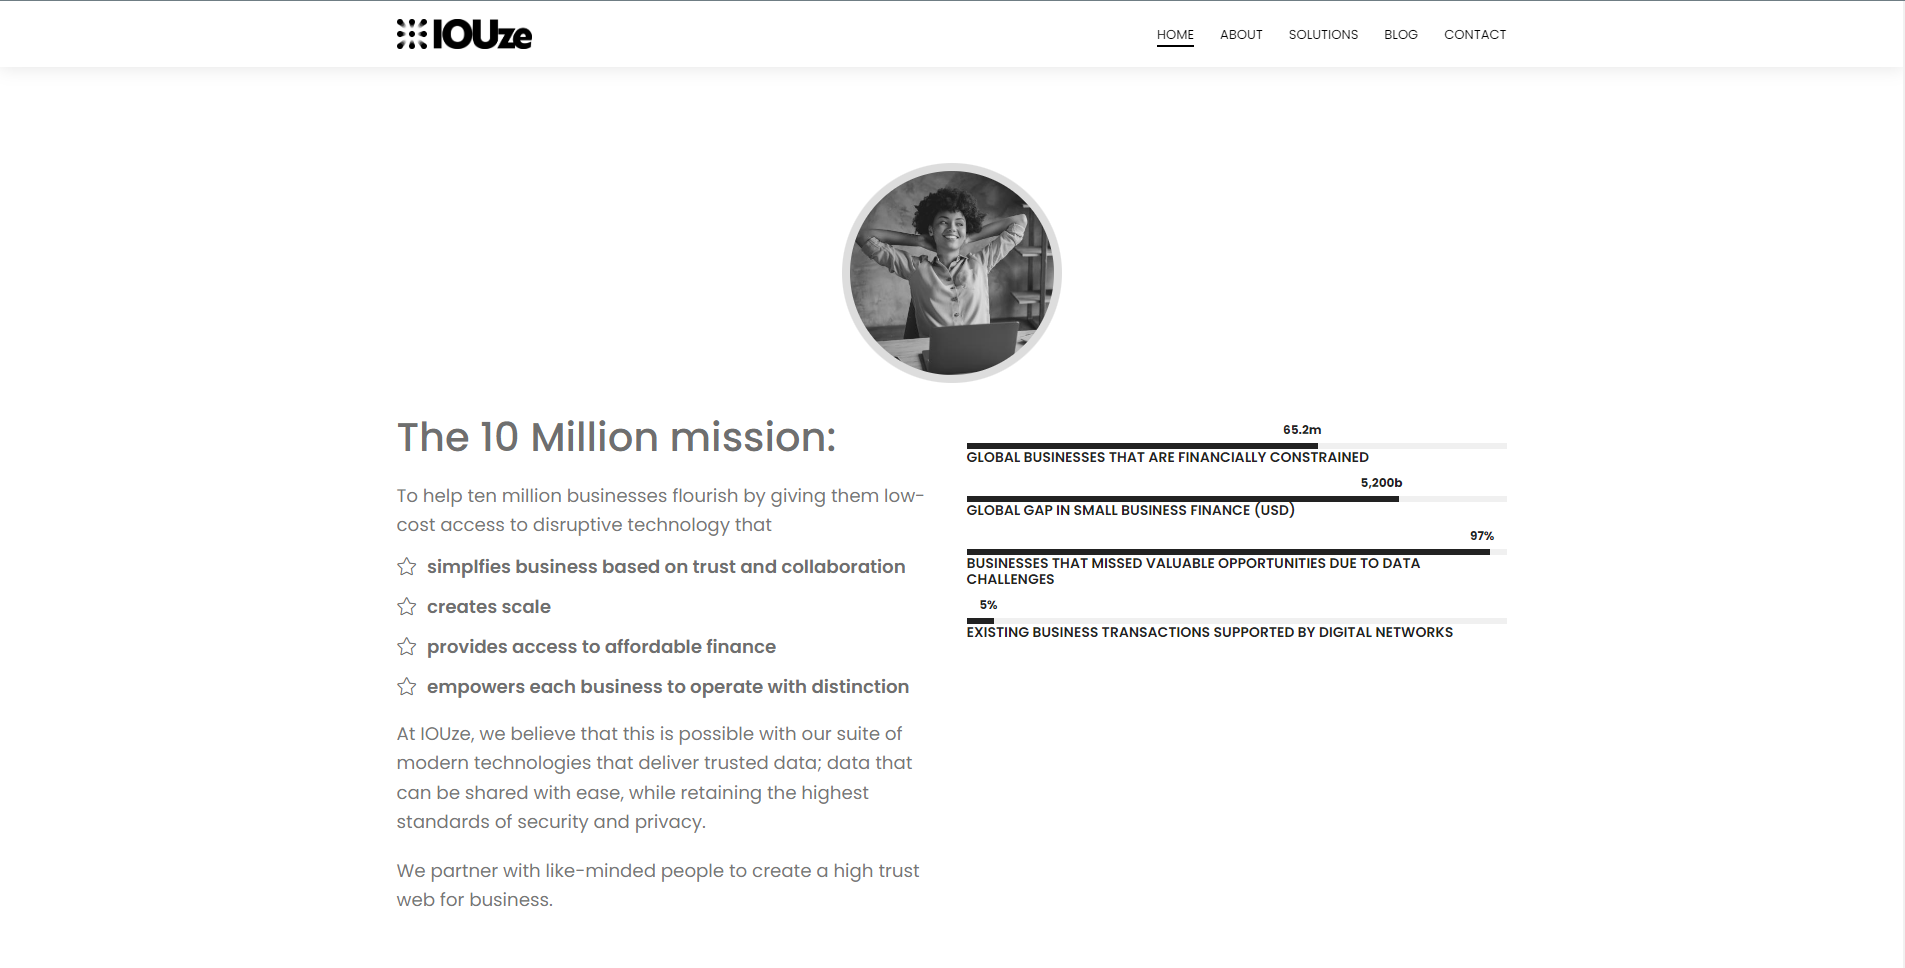 IOUze
HOME ABOUT SOLUTIONS BLOG CONTACT
The 10 Million mission:
To help ten million businesses flourish by giving them low-
cost access to disruptive technology that
simplfies business based on trust and collaboration
creates scale
provides access to affordable finance
empowers each business to operate with distinction
At IOUze, we believe that this is possible with our suite of
modern technologies that deliver trusted data; data that
can be shared with ease, while retaining the highest
standards of security and privacy.
We partner with like-minded people to create a high trust
web for business.
65.2m
GLOBAL BUSINESSES THAT ARE FINANCIALLY CONSTRAINED
5,200b
GLOBAL GAP IN SMALL BUSINESS FINANCE (USD)
97%
BUSINESSES THAT MISSED VALUABLE OPPORTUNITIES DUE TO DATA
CHALLENGES
5%
EXISTING BUSINESS TRANSACTIONS SUPPORTED BY DIGITAL NETWORKS